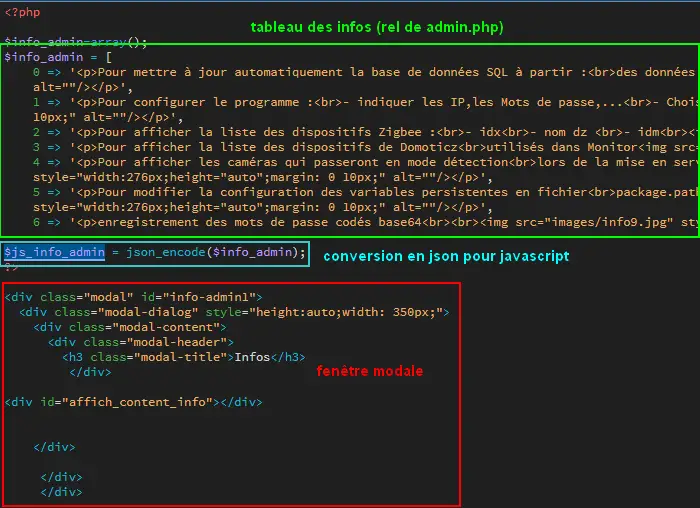 <?php
tableau des infos (rel de admin.php)
$info_admin=array();
$info_admin = [
0 => '<p>Pour mettre à jour automatiquement la base de données SQL à partir :<br>des données
alt=""/></p>',
1 => '<p>Pour configurer le programme :<br>- indiquer les IP,les Mots de passe,...<br>- Chois
10px;" alt=""/></p>',
2 => '<p>Pour afficher la liste des dispositifs Zigbee :<br>- idx<br>- nom dz <br>- idm<br><t
3 => '<p>Pour afficher la liste des dispositifs de Domoticz<br>utilisés dans Monitor<img src=
4 => '<p>Pour afficher les caméras qui passeront en mode détection<br>lors de la mise en serv
style="width:276px;height="auto";margin: 0 10px;" alt=""/></p>',
5 => '<p>Pour modifier la configuration des variables persistentes en fichier<br>package.path
style="width:276px;height="auto";margin: 0 10px;" alt=""/></p>',
6 => '<p>enregistrement des mots de passe codés base64<br><br><img src="images/info9.jpg" sty
$js_info_admin = json_encode($info_admin);
conversion en json pour javascript
?>
<div class="modal" id="info-admin1">
<div class="modal-dialog" style="height:auto;width: 350px;">
<div class="modal-content">
<div class="modal-header">
<h3 class="modal-title">Infos</h3>
</div>
fenêtre modale
<div id="affich_content_info"></div>
</div>
</div>
</div>